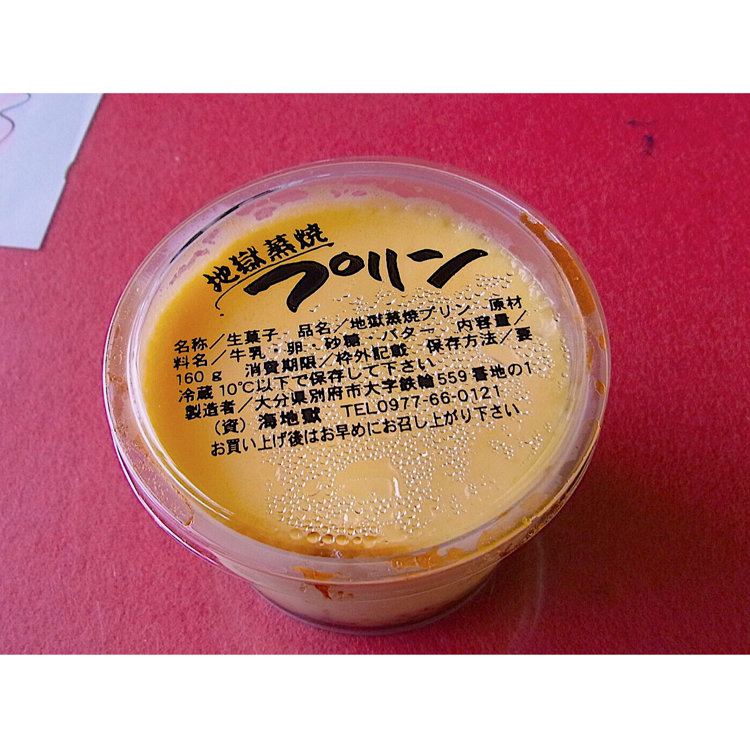 地獄蒸焼
プリン
名称／生菓子 品名／地獄蒸焼プリン 原材
料名／牛乳・卵・砂糖・バター 内容量／
160g 消費期限／枠外記載 保存方法／要
冷蔵10℃以下で保存して下さい
製造者／大分県別府市大字鉄輪559番地の1
（資）海地獄 TEL0977-66-0121
お買い上げ後はお早めにお召し上がり下さい